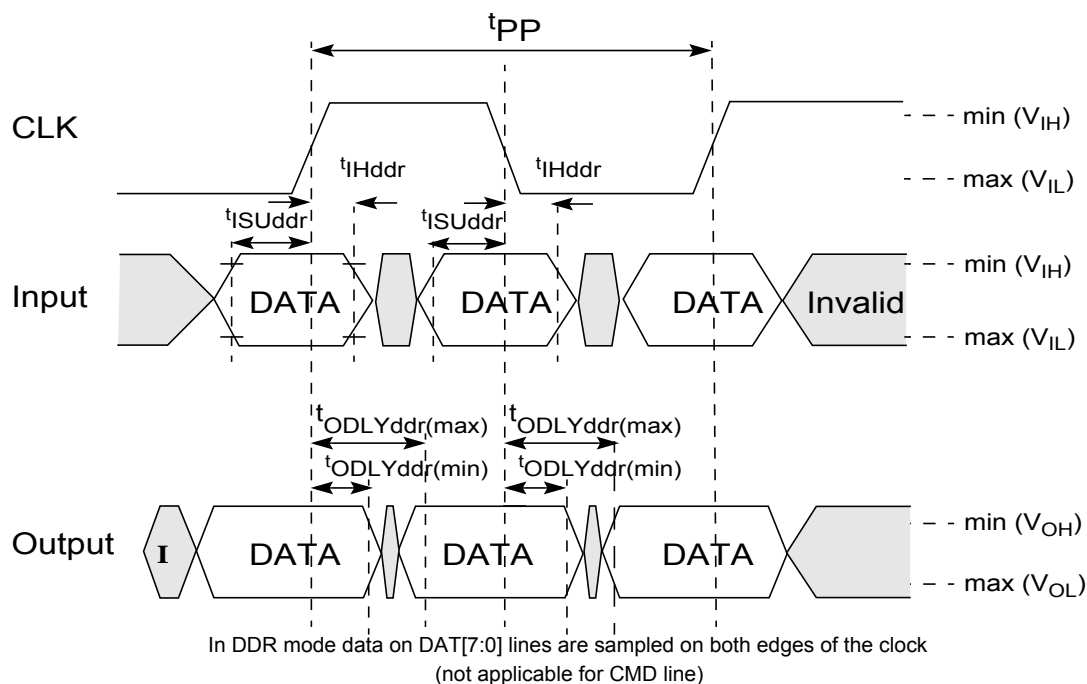 tPP
CLK
min (VIH)
tIHddr tIHddr
max (VIL)
tISUddr tISUddr
min (VIH)
Input DATA DATA DATA Invalid
max (VIL)
tODLYddr(max) tODLYddr(max)
tODLYddr(min) tODLYddr(min)
min (VOH)
Output I DATA DATA DATA
max (VOL)
In DDR mode data on DAT[7:0] lines are sampled on both edges of the clock
(not applicable for CMD line)